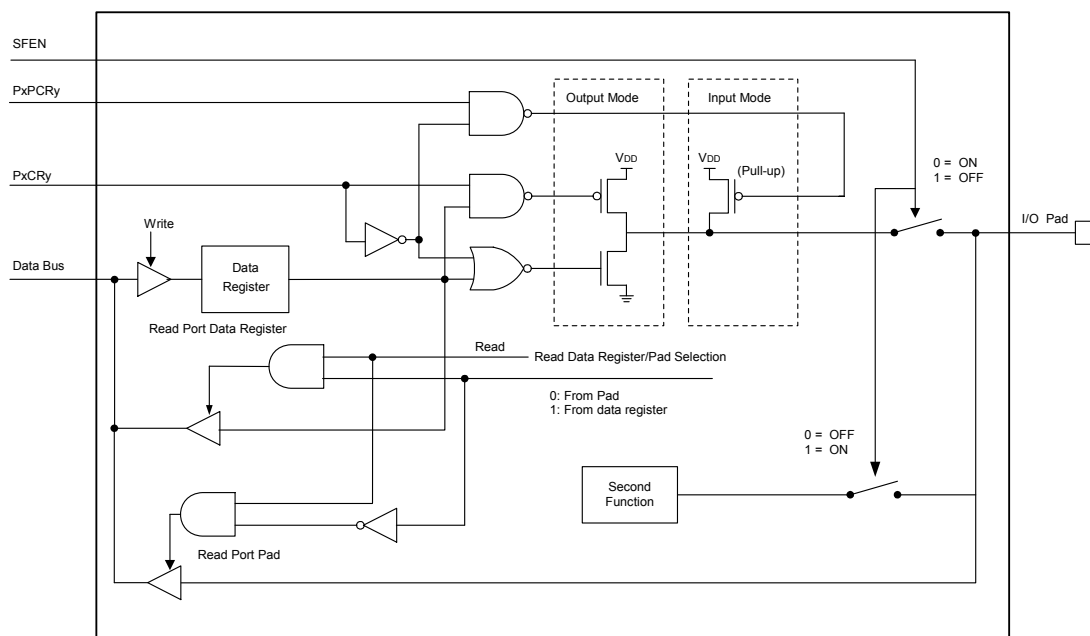 SFEN
PxPCRy
Output Mode
Input Mode
VDD
VDD
(Pull-up)
0 = ON
1 = OFF
PxCRy
I/O Pad
Write
Data Bus
Data
Register
Read Port Data Register
Read
Read Data Register/Pad Selection
0: From Pad
1: From data register
0 = OFF
1 = ON
Second
Function
Read Port Pad